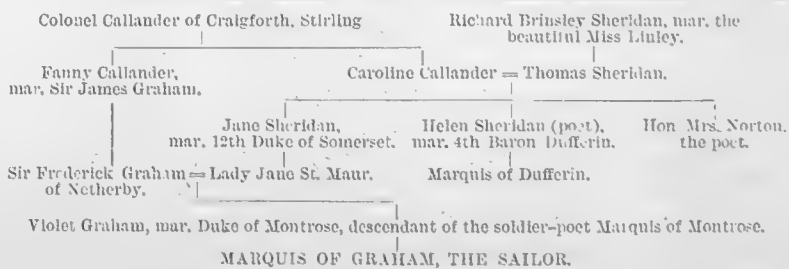 Colonel Callander of Craigforth, Stirling Richard Brinsley Sheridan, mar. the
beautiful Miss Linley.
Fanny Callander, Caroline Callander = Thomas Sheridan.
mar. Sir James Graham.
Jane Sheridan, Helen Sheridan (poet), Hon Mrs. Norton,
mar. 12th Duke of Somerset. mar. 4th Baron Dufferin. the poet.
Sir Frederick Graham = Lady Jane St. Maur. Marquis of Dufferin.
of Netherby.
Violet Graham, mar. Duke of Montrose, descendant of the soldier-poet Marquis of Montrose.
MARQUIS OF GRAHAM, THE SAILOR.